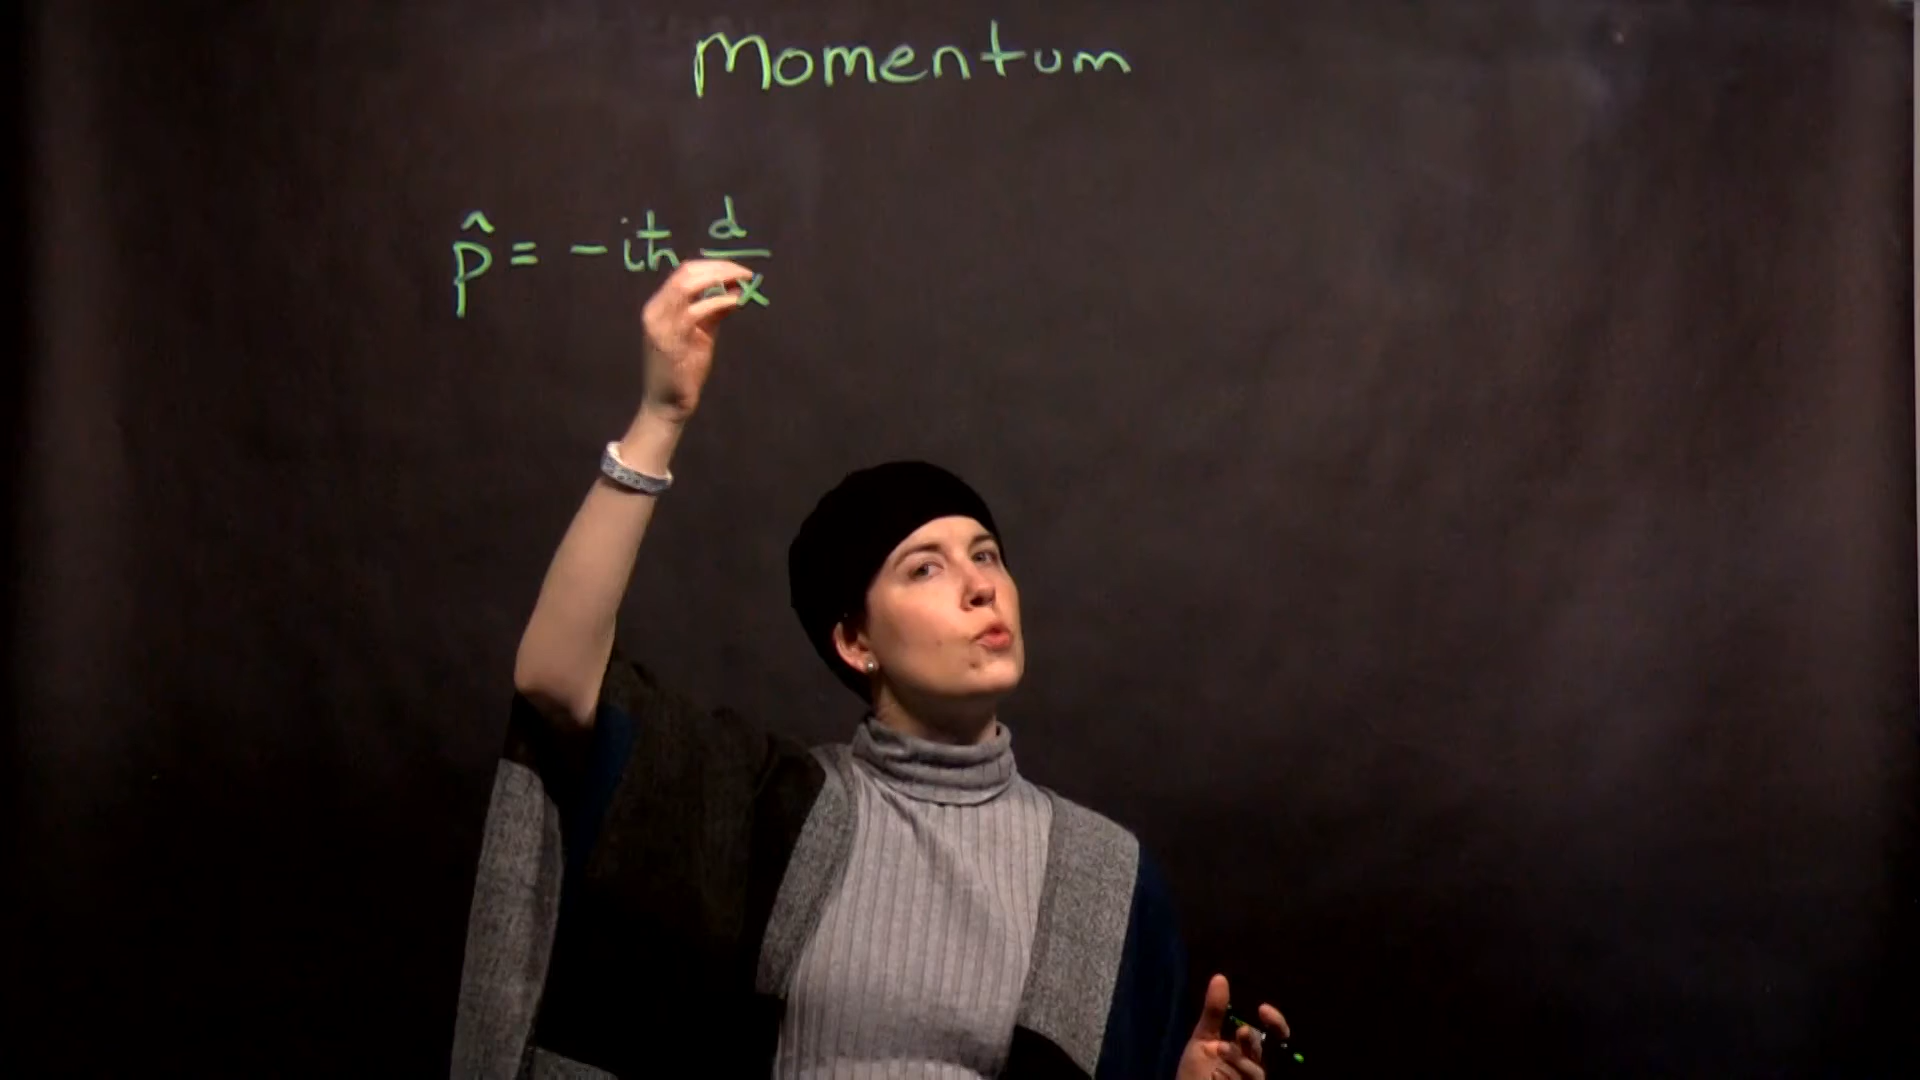 Momentum
p̂ = -iħ d/dx